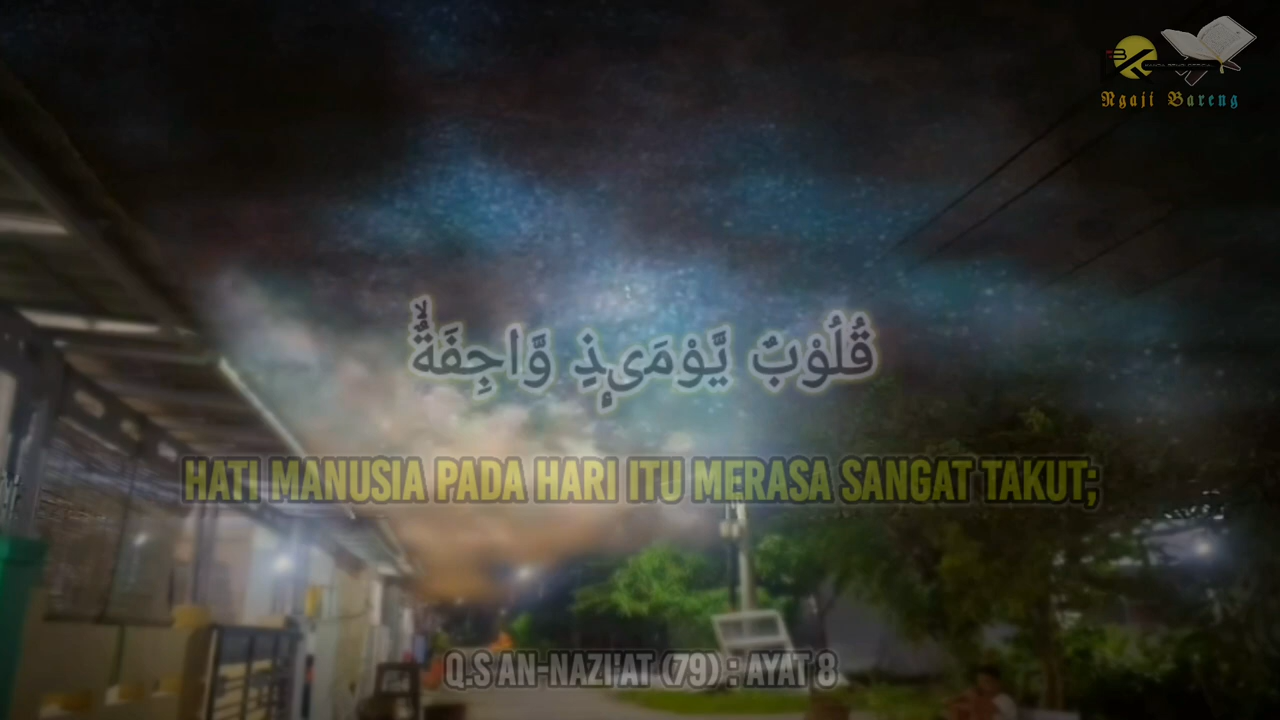 Ngaji Bareng
قُلُوْبٌ يَّوْمَىِٕذٍ وَّاجِفَةٌۙ
HATI MANUSIA PADA HARI ITU MERASA SANGAT TAKUT;
Q.S AN-NAZI'AT (79) : AYAT 8